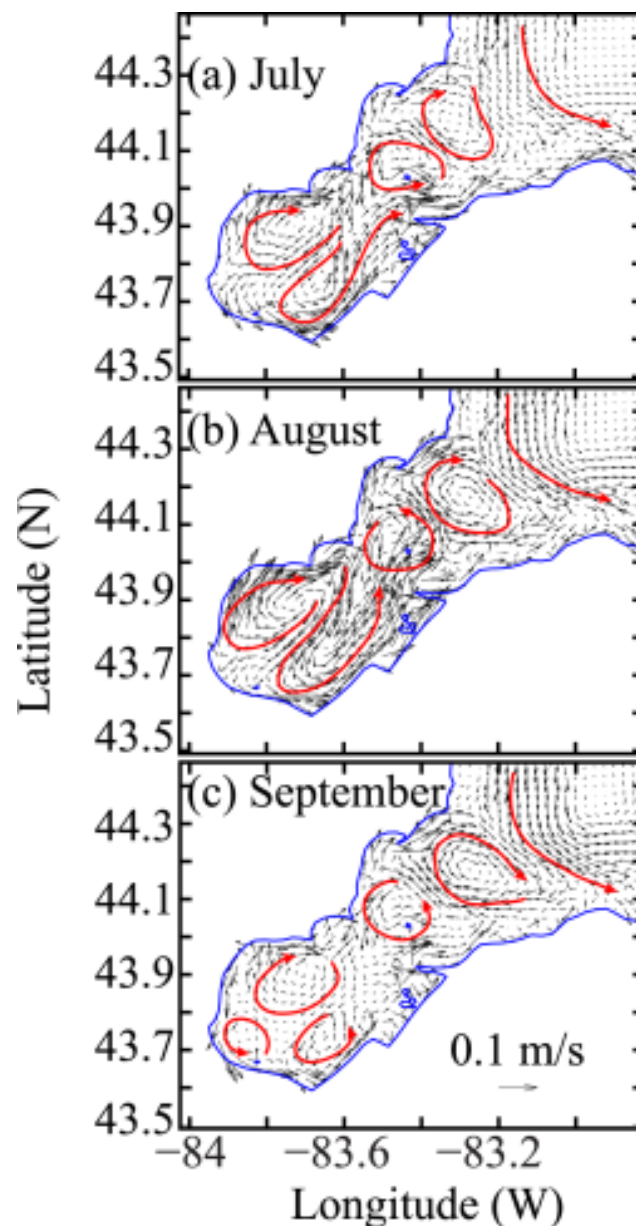 44.3
(a) July
44.1
43.9
43.7
43.5
44.3
(b) August
44.1
43.9
43.7
43.5
Latitude (N)
(c) September
44.3
44.1
43.9
43.7
0.1 m/s
43.5
−84 −83.6 −83.2
Longitude (W)